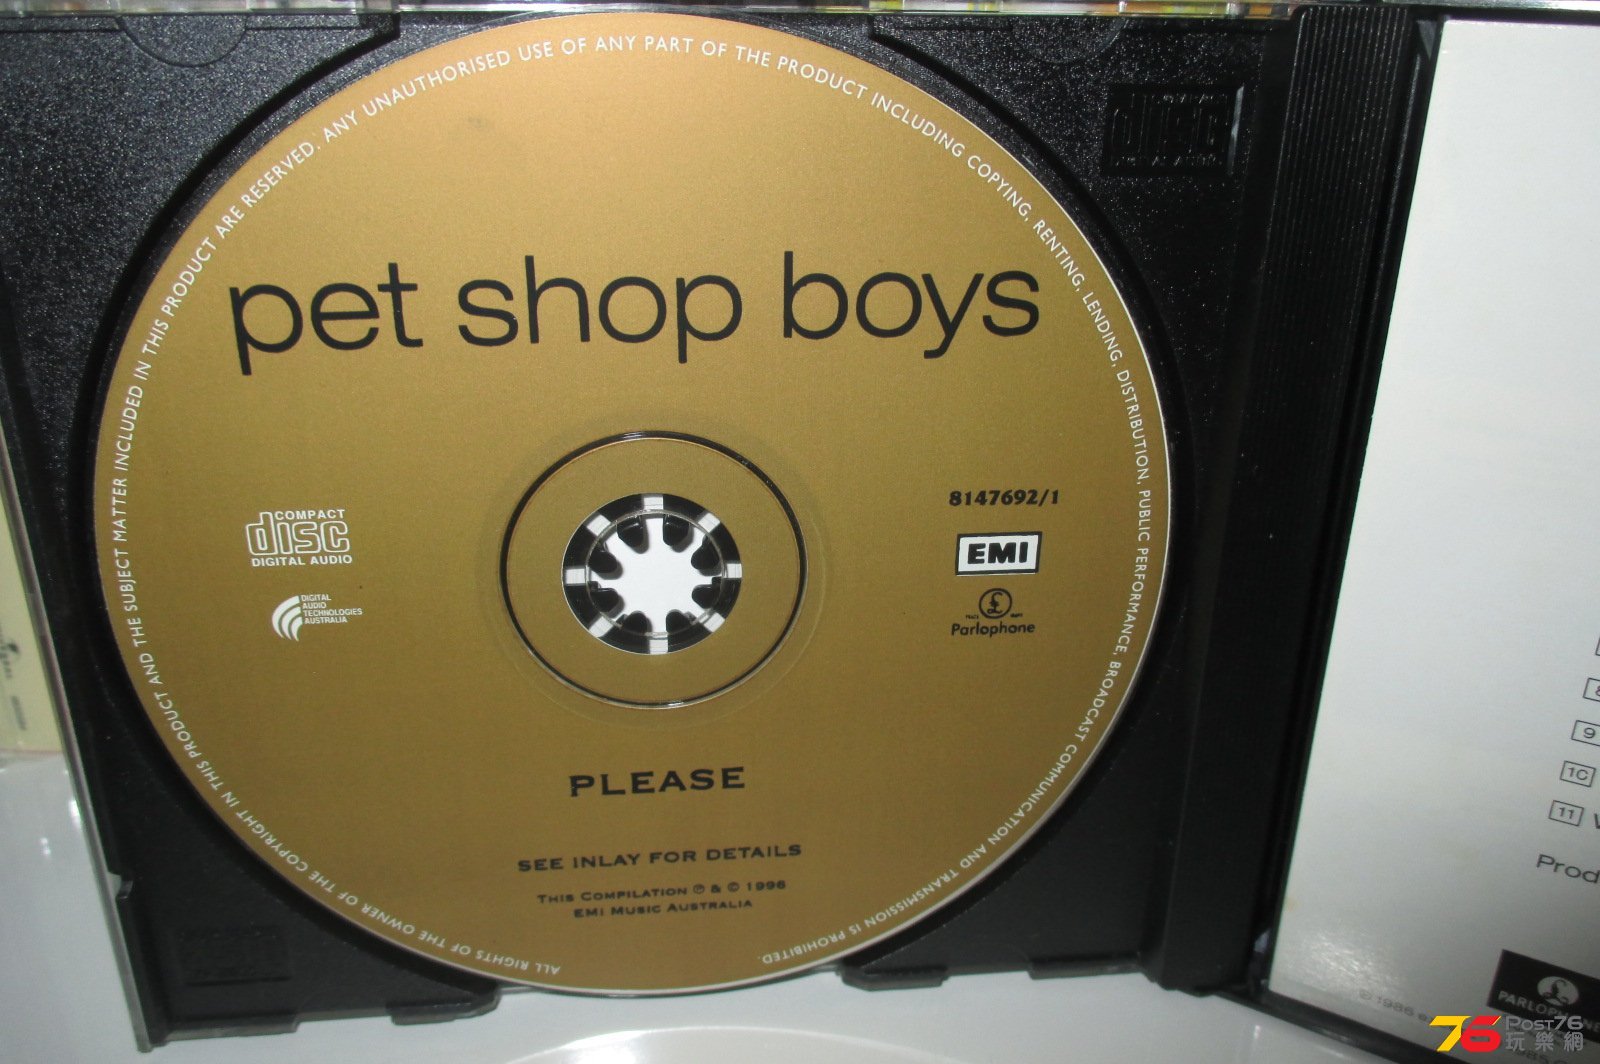 ALL RIGHTS OF THE OWNER OF THE COPYRIGHT IN THIS PRODUCT AND THE SUBJECT MATTER INCLUDED IN THIS PRODUCT ARE RESERVED. ANY UNAUTHORISED USE OF ANY PART OF THE PRODUCT INCLUDING COPYING, RENTING, LENDING, DISTRIBUTION, PUBLIC PERFORMANCE, BROADCAST COMMUNICATION AND TRANSMISSION IS PROHIBITED.
pet shop boys
COMPACT
disc
DIGITAL AUDIO
DIGITAL
AUDIO
TECHNOLOGIES
AUSTRALIA
8147692/1
EMI
Parlophone
PLEASE
SEE INLAY FOR DETAILS
This Compilation ℗ & © 1996
EMI Music Australia
9
10
11
Prod
PARLOPHONE
℗ 1986
76 Post76
玩樂網